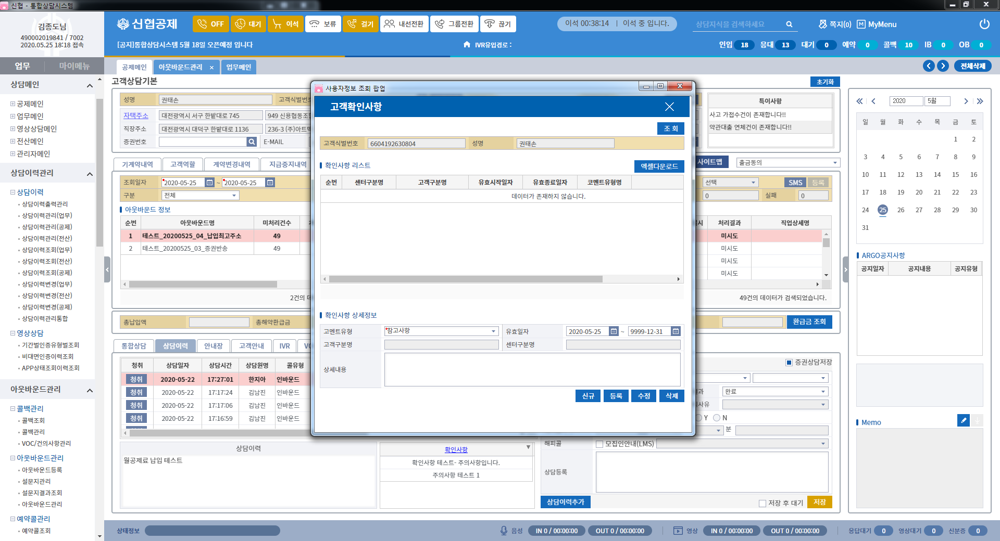 신협 - 통합상담시스템
김종도님
490002019841 / 7002
2020.05.25 18:18 접속
신협공제
OFF
대기
이석
보류
걸기
내선전환
그룹전환
끊기
이석 00:38:14 | 이석 중 입니다.
상담지식을 검색하세요
쪽지(0)
MyMenu
[공지]통합상담시스템 5월 18일 오픈예정 입니다
IVR유입경로 :
인입 18 응대 13 대기 0 예약 0 콜백 10 IB 0 OB 0
업무
마이메뉴
공제메인
아웃바운드관리 ×
업무메인
전체삭제
상담메인
공제메인
업무메인
영상상담메인
전산메인
관리자메인
상담이력관리
상담이력
상담이력출력관리
상담이력관리(업무)
상담이력관리(공제)
상담이력관리(전산)
상담이력조회(업무)
상담이력조회(전산)
상담이력조회(공제)
상담이력변경(업무)
상담이력변경(전산)
상담이력변경(공제)
상담이력관리통합
영상상담
기간별인증유형별조회
비대면인증이력조회
APP상태조회이력조회
아웃바운드관리
콜백관리
콜백조회
콜백관리
VOC/건의사항관리
아웃바운드관리
아웃바운드등록
설문지관리
설문지결과조회
아웃바운드관리
예약콜관리
예약콜조회
고객상담기본
초기화
성명 권태손 고객식별번호
자택주소 대전광역시 서구 한밭대로 745 949 신용협동조합
직장주소 대전광역시 대덕구 한밭대로 1136 236-3 (주)아트
증권번호 E-MAIL
특이사항
사고 가접수건이 존재합니다!!
약관대출 연체건이 존재합니다!!
기계약내역 고객역할 계약변경내역 지급중지내역
사이트맵 출금동의
조회일자 2020-05-25 ~ 2020-05-25
구분 전체
선택 SMS 등록
0 실패 0
아웃바운드 정보
순번 아웃바운드명 미처리건수
1 테스트_20200525_04_납입최고주소 49
2 테스트_20200525_03_증권반송 49
2건의 데
처리결과 직업상세명
미시도
미시도
미시도
미시도
49건의 데이터가 검색되었습니다.
총납입액 총해약환급금
환급금 조회
통합상담 상담이력 안내장 고객안내 IVR VO
청취 상담일자 상담시간 상담원명 콜유형
청취 2020-05-22 17:27:01 한지아 인바운드
청취 2020-05-22 17:17:24 김남진 인바운드
청취 2020-05-22 17:17:06 김남진 인바운드
청취 2020-05-22 17:16:59 김남진 인바운드
상담이력
월공제료 납입 테스트
확인사항 ▼
확인사항 테스트- 주의사항입니다.
주의사항 테스트 1
증권상담저장
완료
사유
Y N
분
해피콜 모집인안내(LMS)
상담등록
상담이력추가
저장 후 대기 저장
사용자정보 조회 팝업
고객확인사항
조 회
고객식별번호 6604192630804 성명 권태손
확인사항 리스트
엑셀다운로드
순번 센터구분명 고객구분명 유효시작일자 유효종료일자 코멘트유형명
데이터가 존재하지 않습니다.
확인사항 상세정보
고멘트유형 *참고사항 유효일자 2020-05-25 ~ 9999-12-31
고객구분명 센터구분명
상세내용
신규 등록 수정 삭제
2020 5월
일 월 화 수 목 금 토
1 2
3 4 5 6 7 8 9
10 11 12 13 14 15 16
17 18 19 20 21 22 23
24 25 26 27 28 29 30
31
ARGO공지사항
공지일자 공지내용 공지유형
Memo
상태정보
음성 IN 0 / 00:00:00 OUT 0 / 00:00:00
영상 IN 0 / 00:00:00 OUT 0 / 00:00:00
응답대기 0 영상대기 0 신분증 0